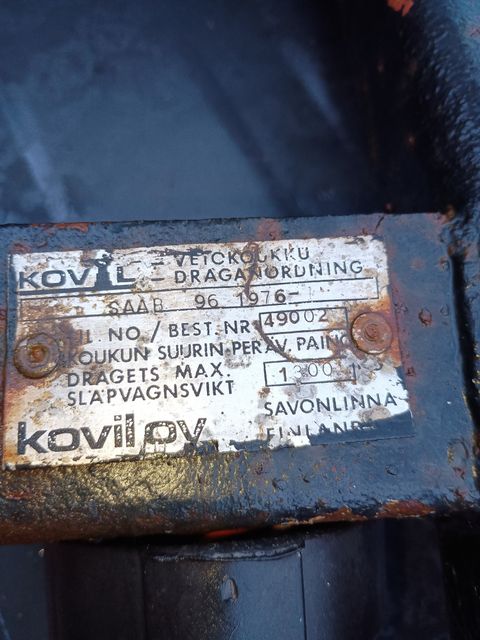 KOVIL VETOKOUKKU
DRAGANORDNING
SAAB 96 1976-
NO/BEST. NR 49002
KOUKUN SUURIN PERÄV. PAINO
DRAGETS MAX. 1300
SLÄPVAGNSVIKT
SAVONLINNA
kovil oy FINLAND